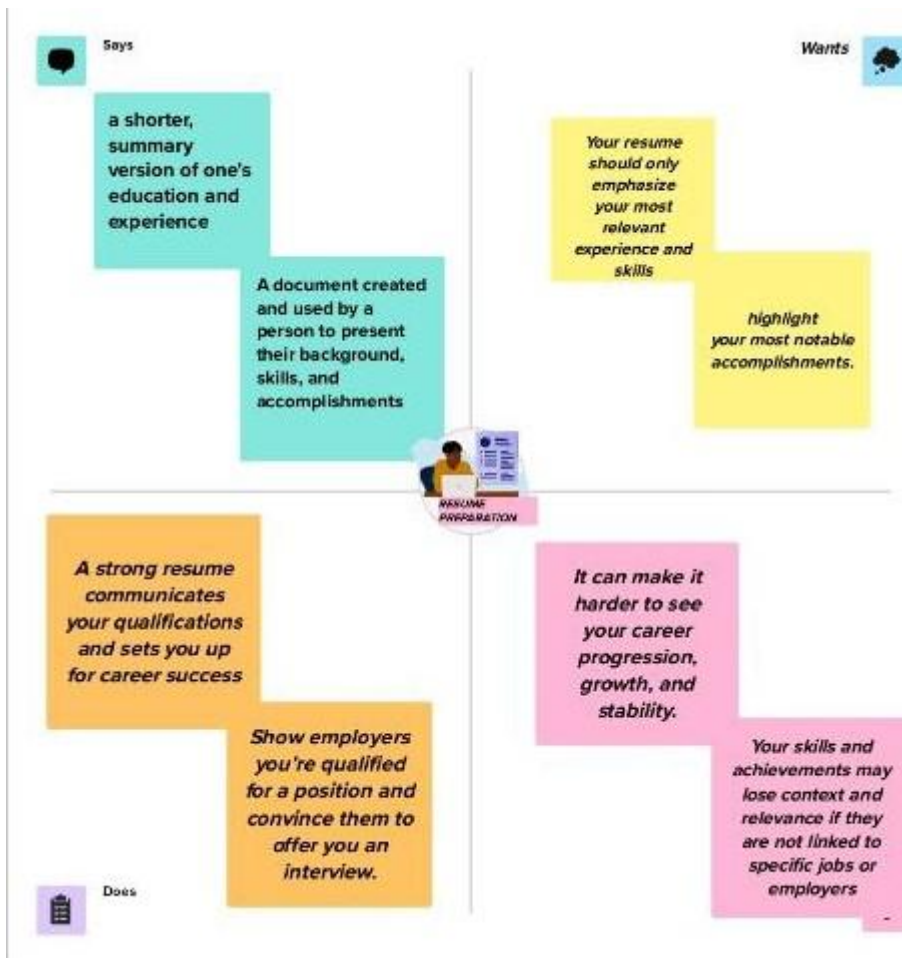 Says
Wants
a shorter,
summary
version of one's
education and
experience
A document created
and used by a
person to present
their background,
skills, and
accomplishments
Your resume
should only
emphasize
your most
relevant
experience and
skills
highlight
your most notable
accomplishments.
RESUME
PREPARATION
A strong resume
communicates
your qualifications
and sets you up
for career success
Show employers
you're qualified
for a position and
convince them to
offer you an
interview.
Does
It can make it
harder to see
your career
progression,
growth, and
stability.
Your skills and
achievements may
lose context and
relevance if they
are not linked to
specific jobs or
employers
-